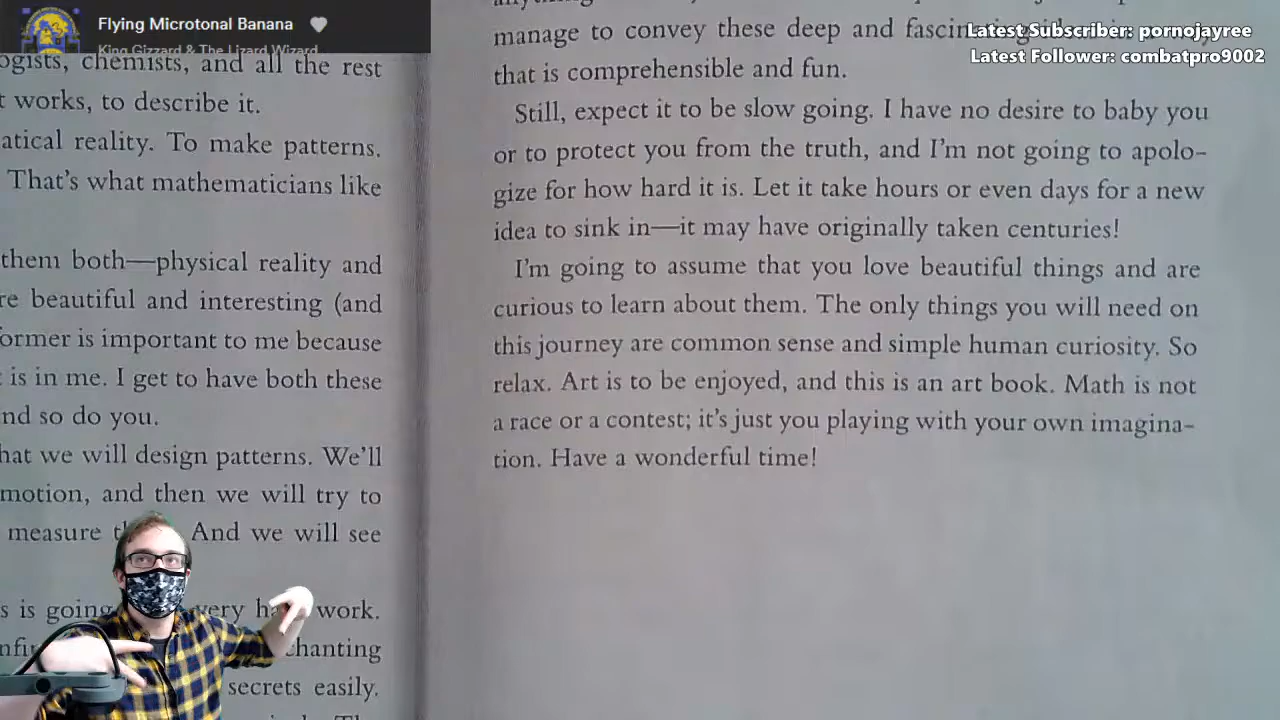 Flying Microtonal Banana
King Gizzard & The Lizard Wizard
Latest Subscriber: pornojayree
Latest Follower: combatpro9002
ogists, chemists, and all the rest
t works, to describe it.
atical reality. To make patterns.
That's what mathematicians like
them both—physical reality and
re beautiful and interesting (and
ormer is important to me because
t is in me. I get to have both these
nd so do you.
hat we will design patterns. We'll
motion, and then we will try to
measure And we will see
s is going very work.
hanting
secrets easily.
manage to convey these deep and
that is comprehensible and fun.
Still, expect it to be slow going. I have no desire to baby you
or to protect you from the truth, and I'm not going to apolo-
gize for how hard it is. Let it take hours or even days for a new
idea to sink in—it may have originally taken centuries!
I'm going to assume that you love beautiful things and are
curious to learn about them. The only things you will need on
this journey are common sense and simple human curiosity. So
relax. Art is to be enjoyed, and this is an art book. Math is not
a race or a contest; it's just you playing with your own imagina-
tion. Have a wonderful time!